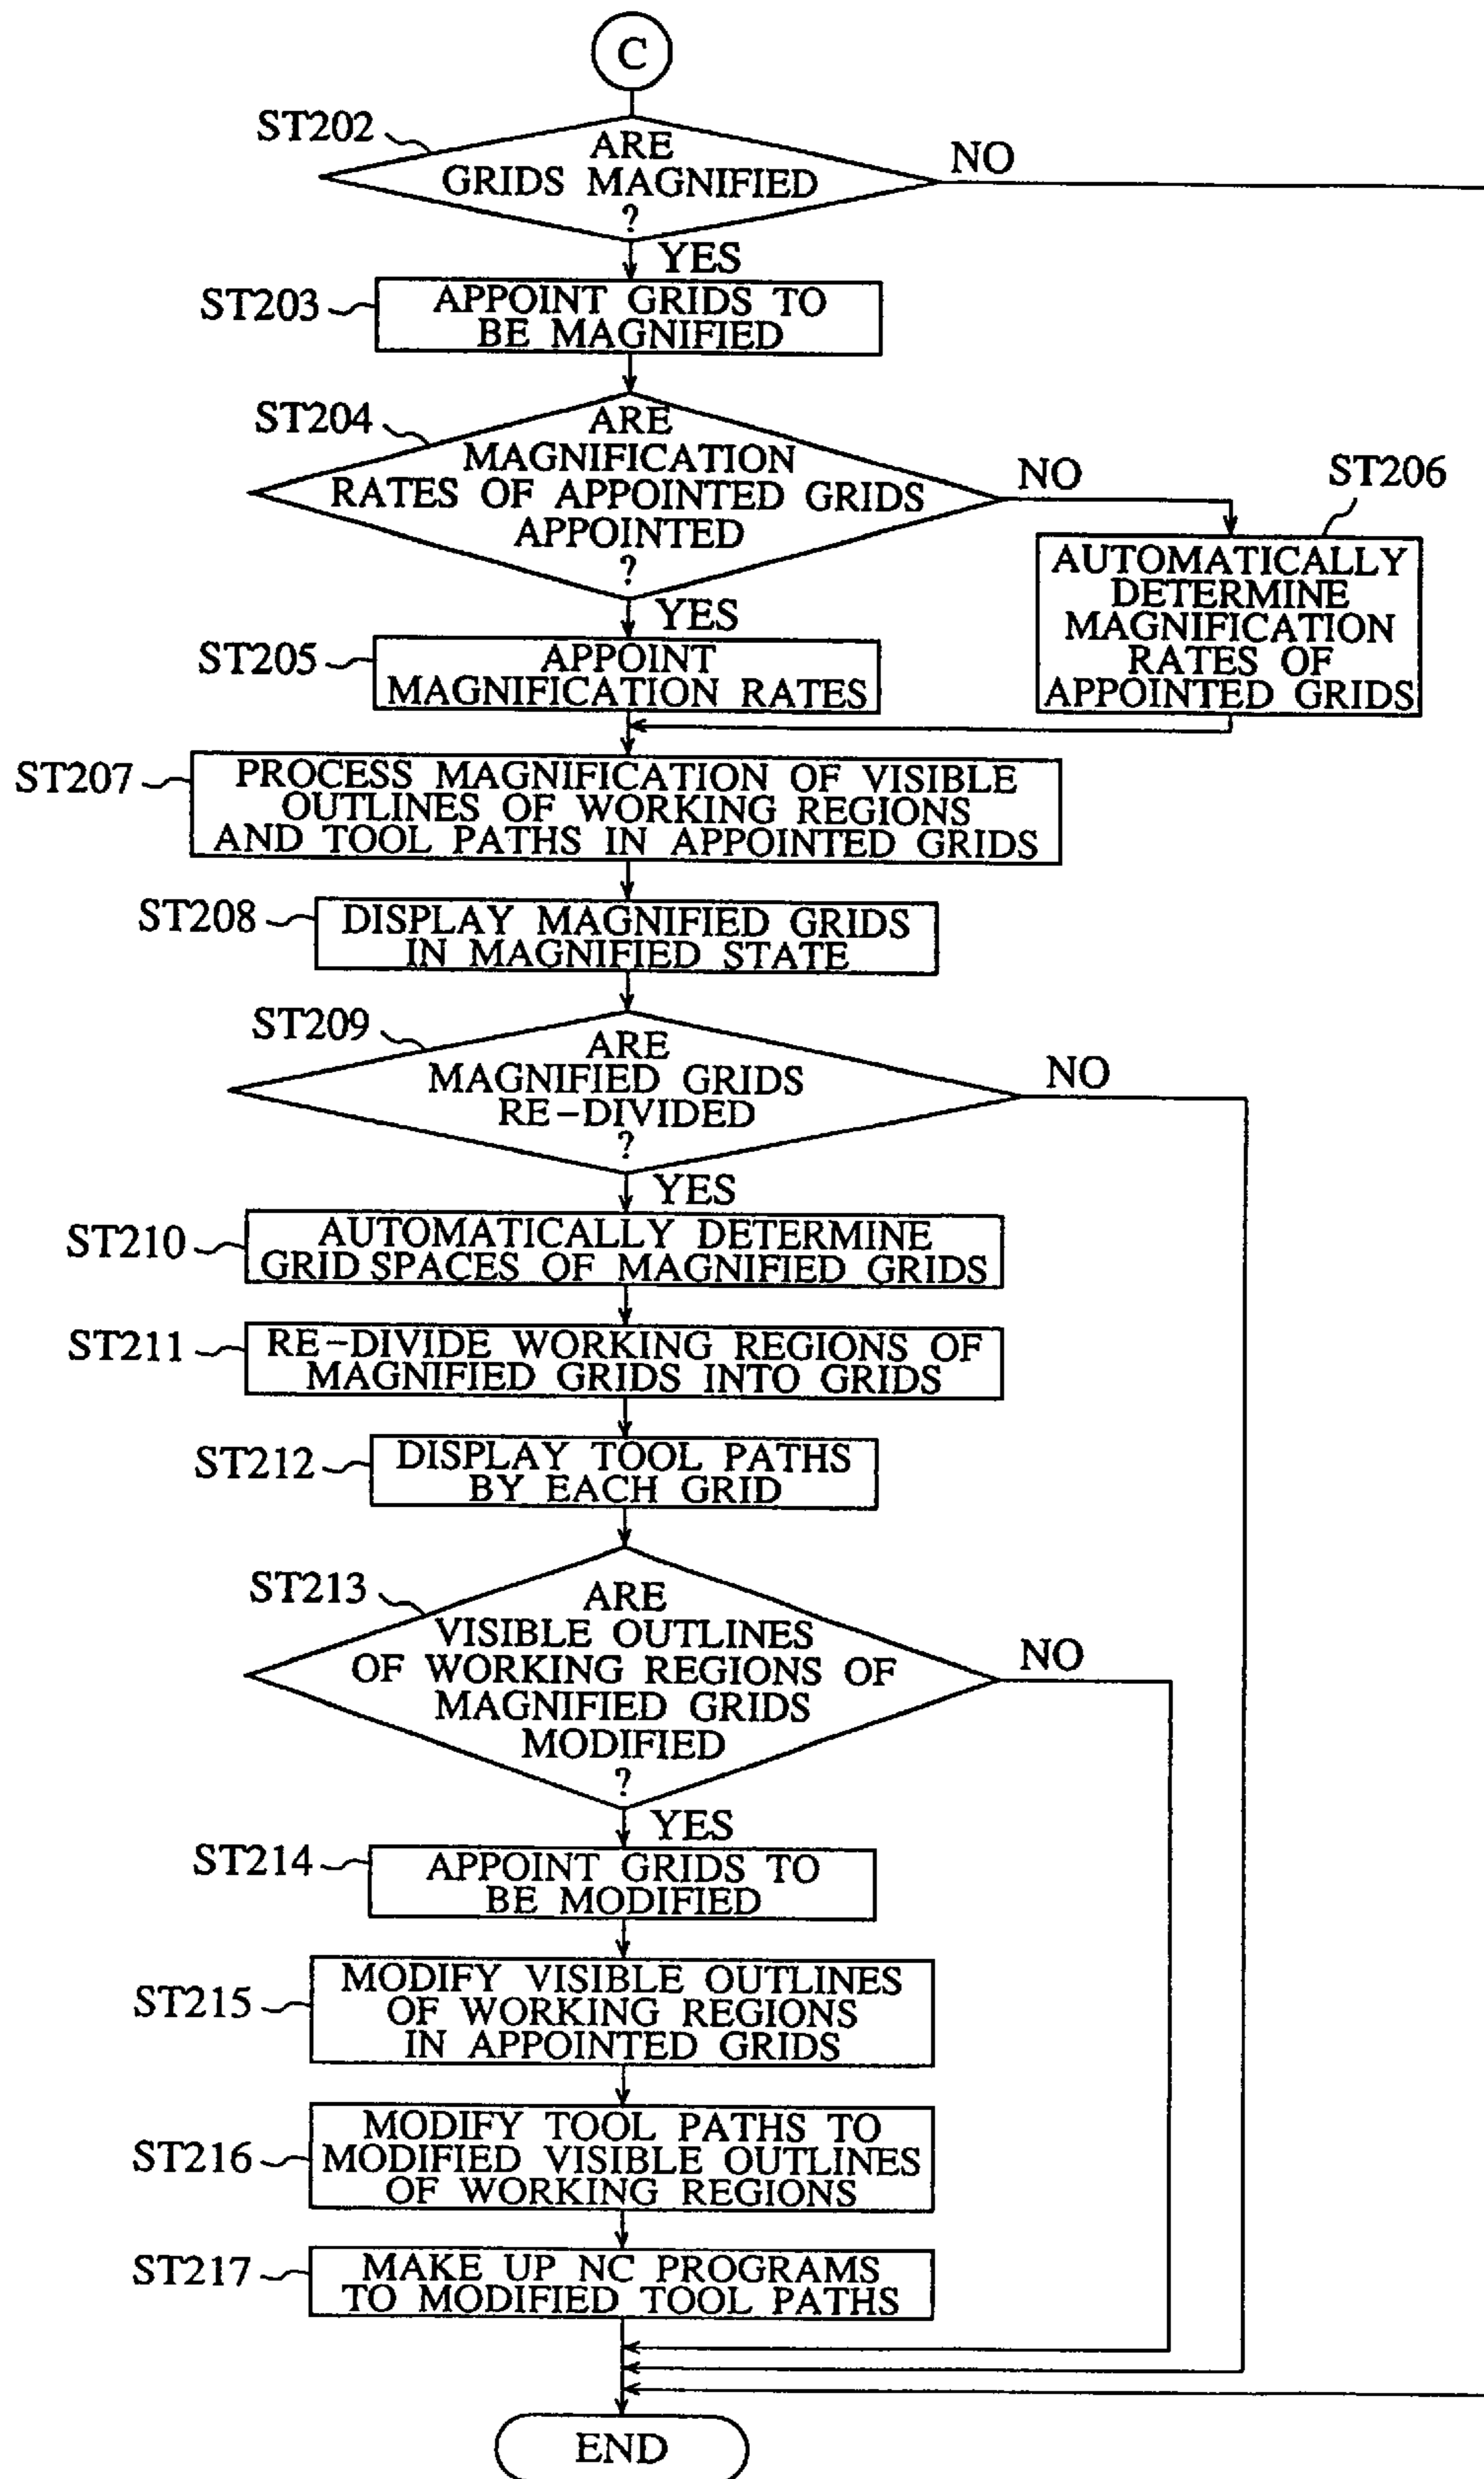 C
ST202
ARE
GRIDS MAGNIFIED
?
NO
YES
ST203
APPOINT GRIDS TO
BE MAGNIFIED
ST204
ARE
MAGNIFICATION
RATES OF APPOINTED GRIDS
APPOINTED
?
NO
YES
ST206
AUTOMATICALLY
DETERMINE
MAGNIFICATION
RATES OF
APPOINTED GRIDS
ST205
APPOINT
MAGNIFICATION RATES
ST207
PROCESS MAGNIFICATION OF VISIBLE
OUTLINES OF WORKING REGIONS
AND TOOL PATHS IN APPOINTED GRIDS
ST208
DISPLAY MAGNIFIED GRIDS
IN MAGNIFIED STATE
ST209
ARE
MAGNIFIED GRIDS
RE-DIVIDED
?
NO
YES
ST210
AUTOMATICALLY DETERMINE
GRID SPACES OF MAGNIFIED GRIDS
ST211
RE-DIVIDE WORKING REGIONS OF
MAGNIFIED GRIDS INTO GRIDS
ST212
DISPLAY TOOL PATHS
BY EACH GRID
ST213
ARE
VISIBLE OUTLINES
OF WORKING REGIONS OF
MAGNIFIED GRIDS
MODIFIED
?
NO
YES
ST214
APPOINT GRIDS TO
BE MODIFIED
ST215
MODIFY VISIBLE OUTLINES
OF WORKING REGIONS
IN APPOINTED GRIDS
ST216
MODIFY TOOL PATHS TO
MODIFIED VISIBLE OUTLINES
OF WORKING REGIONS
ST217
MAKE UP NC PROGRAMS
TO MODIFIED TOOL PATHS
END